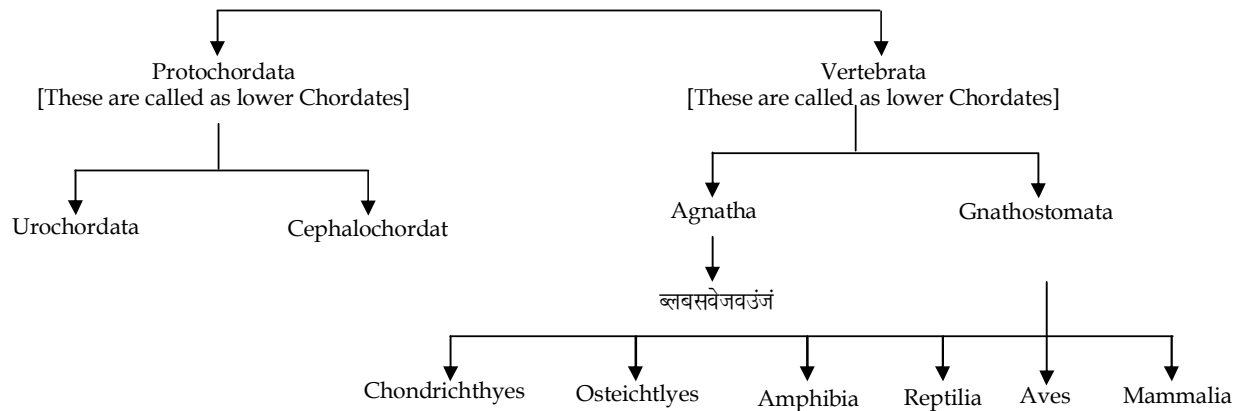 Protochordata
[These are called as lower Chordates]
Vertebrata
[These are called as lower Chordates]
Urochordata
Cephalochordat
Agnatha
Gnathostomata
ब्लबसवेजवउंजं
Chondrichthyes
Osteichtlyes
Amphibia
Reptilia
Aves
Mammalia